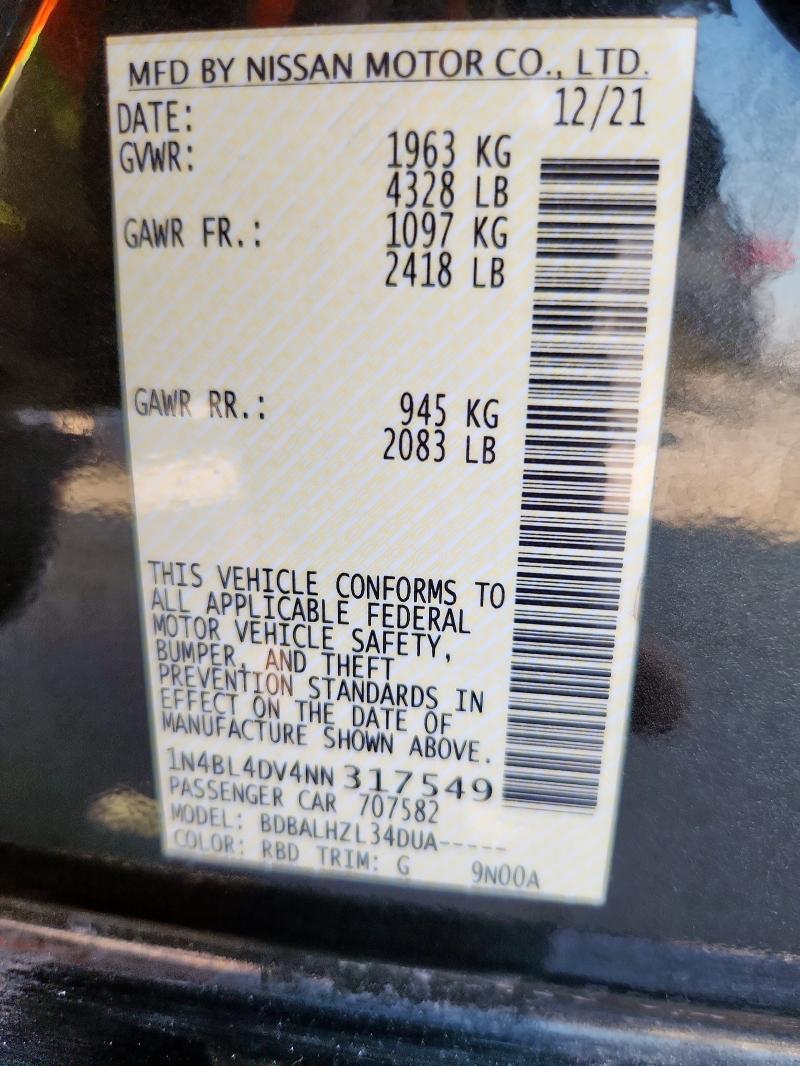 MFD BY NISSAN MOTOR CO., LTD.
DATE: 12/21
GVWR: 1963 KG
4328 LB
GAWR FR.: 1097 KG
2418 LB
GAWR RR.: 945 KG
2083 LB
THIS VEHICLE CONFORMS TO
ALL APPLICABLE FEDERAL
MOTOR VEHICLE SAFETY,
BUMPER, AND THEFT
PREVENTION STANDARDS IN
EFFECT ON THE DATE OF
MANUFACTURE SHOWN ABOVE.
1N4BL4DV4NN317549
PASSENGER CAR 707582
MODEL: BDBALHZL34DUA-----
COLOR: RBD TRIM: G 9N00A